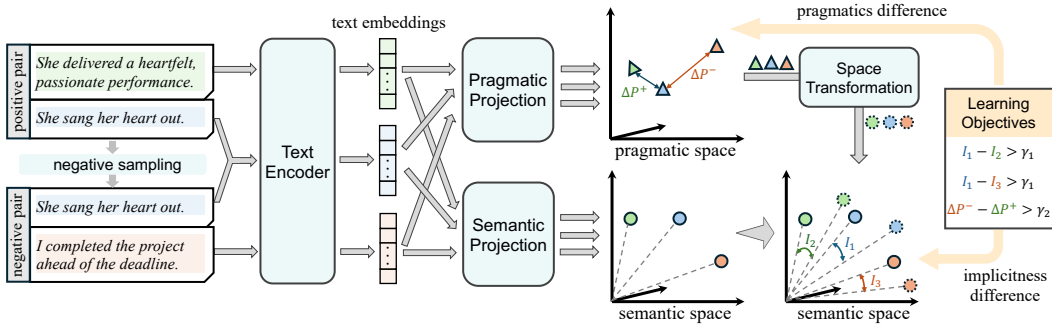 positive pair
She delivered a heartfelt,
passionate performance.
She sang her heart out.
negative sampling
negative pair
She sang her heart out.
I completed the project
ahead of the deadline.
Text
Encoder
text embeddings
Pragmatic
Projection
Semantic
Projection
ΔP⁺
ΔP⁻
pragmatic space
semantic space
pragmatics difference
Space
Transformation
I₂
I₁
I₃
semantic space
Learning
Objectives
I₁ − I₂ > γ₁
I₁ − I₃ > γ₁
ΔP⁻ − ΔP⁺ > γ₂
implicitness
difference